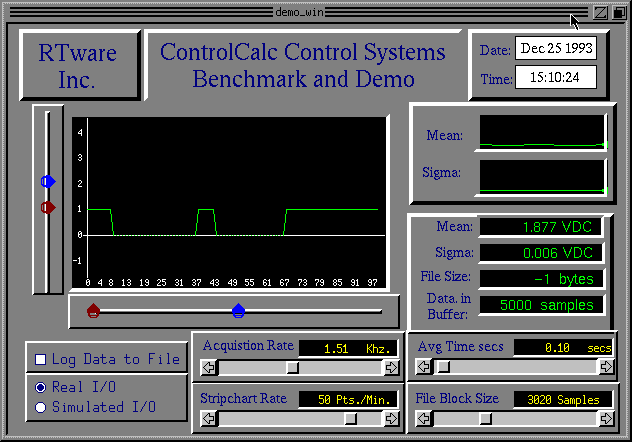 demo_win
RTware
Inc.
ControlCalc Control Systems
Benchmark and Demo
Date: Dec 25 1993
Time: 15:10:24
4
3
2
1
0
-1
0 4 8 13 19 25 31 37 43 49 55 61 67 73 79 85 91 97
Mean:
Sigma:
Mean: 1.877 VDC
Sigma: 0.006 VDC
File Size: -1 bytes
Data. in
Buffer: 5000 samples
Log Data to File
Real I/O
Simulated I/O
Acquistion Rate 1.51 Khz.
Stripchart Rate 50 Pts./Min.
Avg Time secs 0.10 secs
File Block Size 3020 Samples